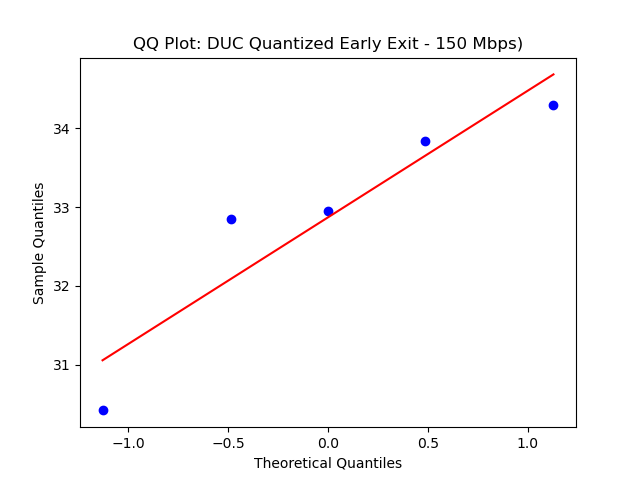 QQ Plot: DUC Quantized Early Exit - 150 Mbps)
34
33
32
31
Sample Quantiles
−1.0 −0.5 0.0 0.5 1.0
Theoretical Quantiles